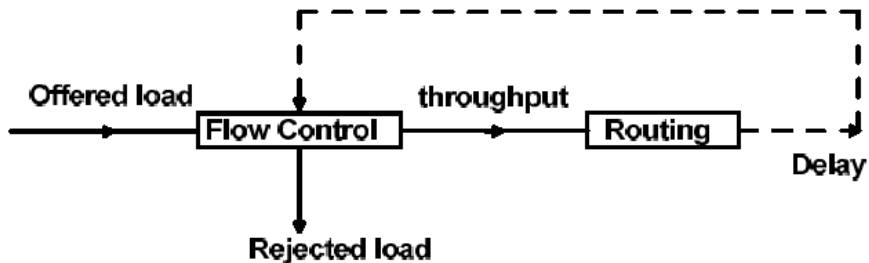 Offered load
throughput
Flow Control
Routing
Delay
Rejected load